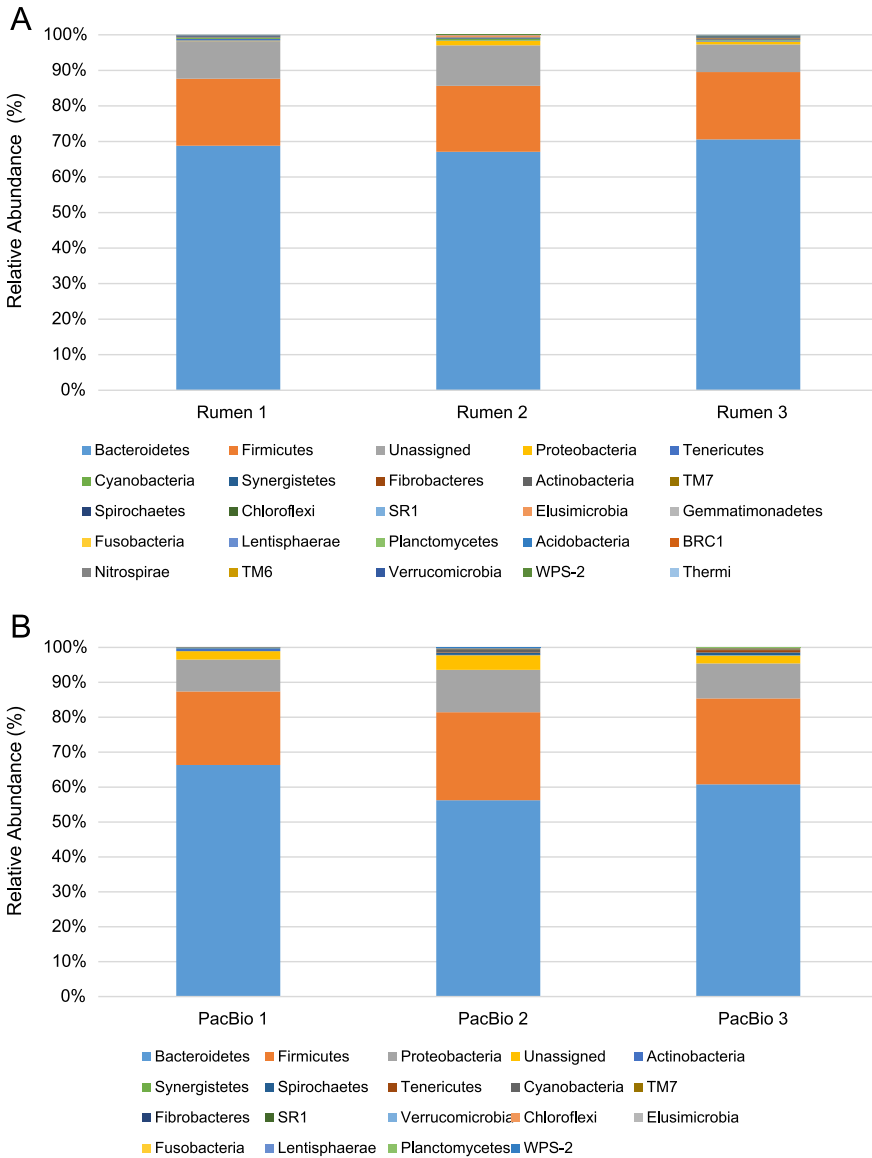 A
Relative Abundance (%)
100%
90%
80%
70%
60%
50%
40%
30%
20%
10%
0%
Rumen 1 Rumen 2 Rumen 3
Bacteroidetes Firmicutes Unassigned Proteobacteria Tenericutes
Cyanobacteria Synergistetes Fibrobacteres Actinobacteria TM7
Spirochaetes Chloroflexi SR1 Elusimicrobia Gemmatimonadetes
Fusobacteria Lentisphaerae Planctomycetes Acidobacteria BRC1
Nitrospirae TM6 Verrucomicrobia WPS-2 Thermi
B
Relative Abundance (%)
100%
90%
80%
70%
60%
50%
40%
30%
20%
10%
0%
PacBio 1 PacBio 2 PacBio 3
Bacteroidetes Firmicutes Proteobacteria Unassigned Actinobacteria
Synergistetes Spirochaetes Tenericutes Cyanobacteria TM7
Fibrobacteres SR1 Verrucomicrobia Chloroflexi Elusimicrobia
Fusobacteria Lentisphaerae Planctomycetes WPS-2